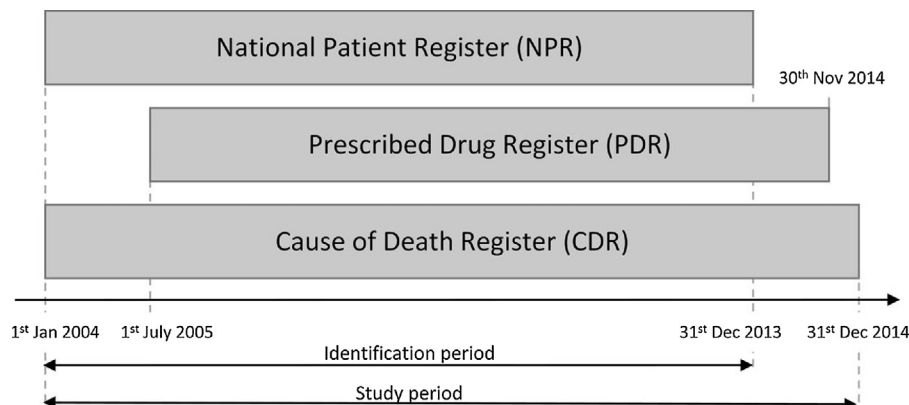 National Patient Register (NPR)
30th Nov 2014
Prescribed Drug Register (PDR)
Cause of Death Register (CDR)
1st Jan 2004
1st July 2005
31st Dec 2013
31st Dec 2014
Identification period
Study period